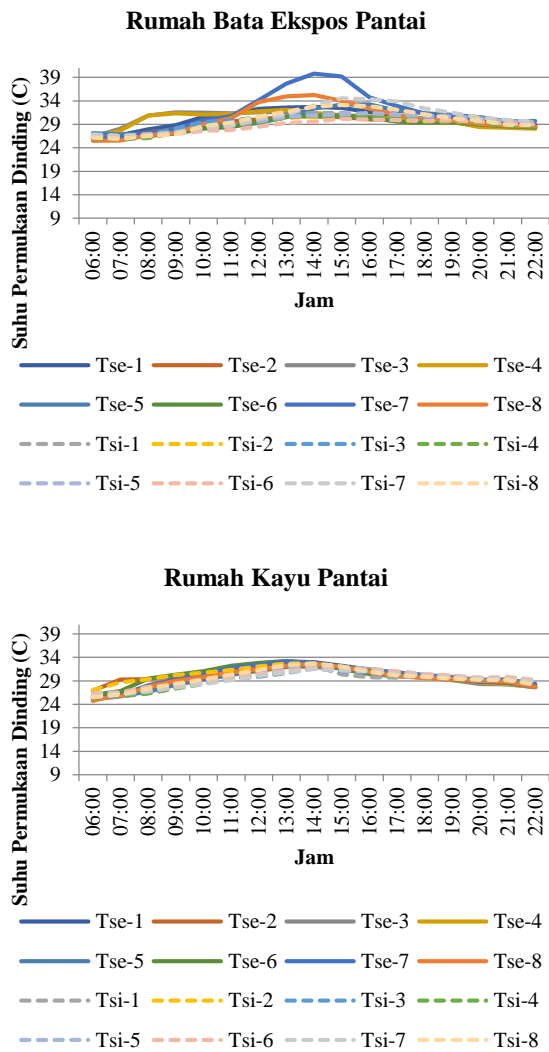 Rumah Bata Ekspos Pantai
Suhu Permukaan Dinding (C)
39
34
29
24
19
14
9
06:00 07:00 08:00 09:00 10:00 11:00 12:00 13:00 14:00 15:00 16:00 17:00 18:00 19:00 20:00 21:00 22:00
Jam
Tse-1 Tse-2 Tse-3 Tse-4
Tse-5 Tse-6 Tse-7 Tse-8
Tsi-1 Tsi-2 Tsi-3 Tsi-4
Tsi-5 Tsi-6 Tsi-7 Tsi-8
Rumah Kayu Pantai
Suhu Permukaan Dinding (C)
39
34
29
24
19
14
9
06:00 07:00 08:00 09:00 10:00 11:00 12:00 13:00 14:00 15:00 16:00 17:00 18:00 19:00 20:00 21:00 22:00
Jam
Tse-1 Tse-2 Tse-3 Tse-4
Tse-5 Tse-6 Tse-7 Tse-8
Tsi-1 Tsi-2 Tsi-3 Tsi-4
Tsi-5 Tsi-6 Tsi-7 Tsi-8